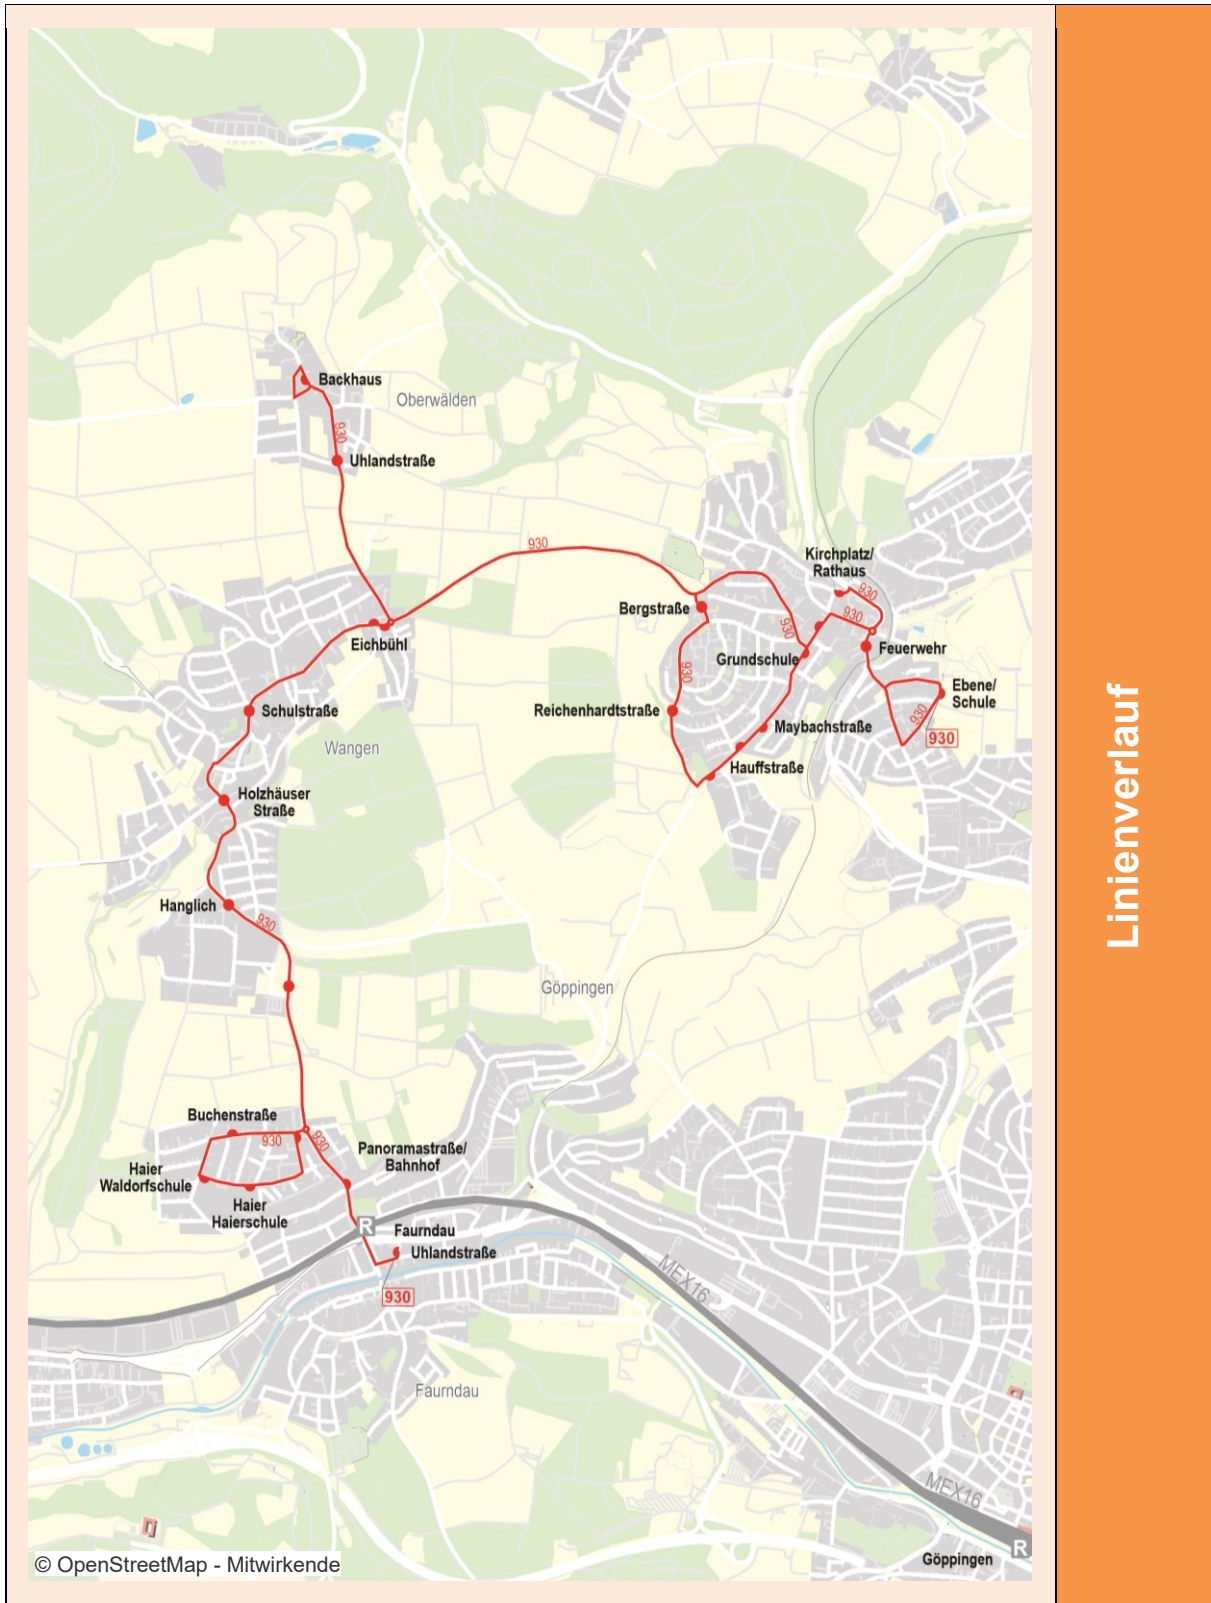 Backhaus
Oberwälden
930
Uhlandstraße
930
Kirchplatz/
Rathaus
930
930
Bergstraße
930
Eichbühl
Grundschule
Feuerwehr
930
Ebene/
Schule
Schulstraße
Reichenhardtstraße
930
930
Maybachstraße
Wangen
Hauffstraße
Holzhäuser
Straße
Hanglich
930
Göppingen
Buchenstraße
930
930
Panoramastraße/
Bahnhof
Haier
Waldorfschule
Haier
Haierschule
R
Faurndau
Uhlandstraße
930
MEX16
Faurndau
MEX16
R
Göppingen
© OpenStreetMap - Mitwirkende
Linienverlauf